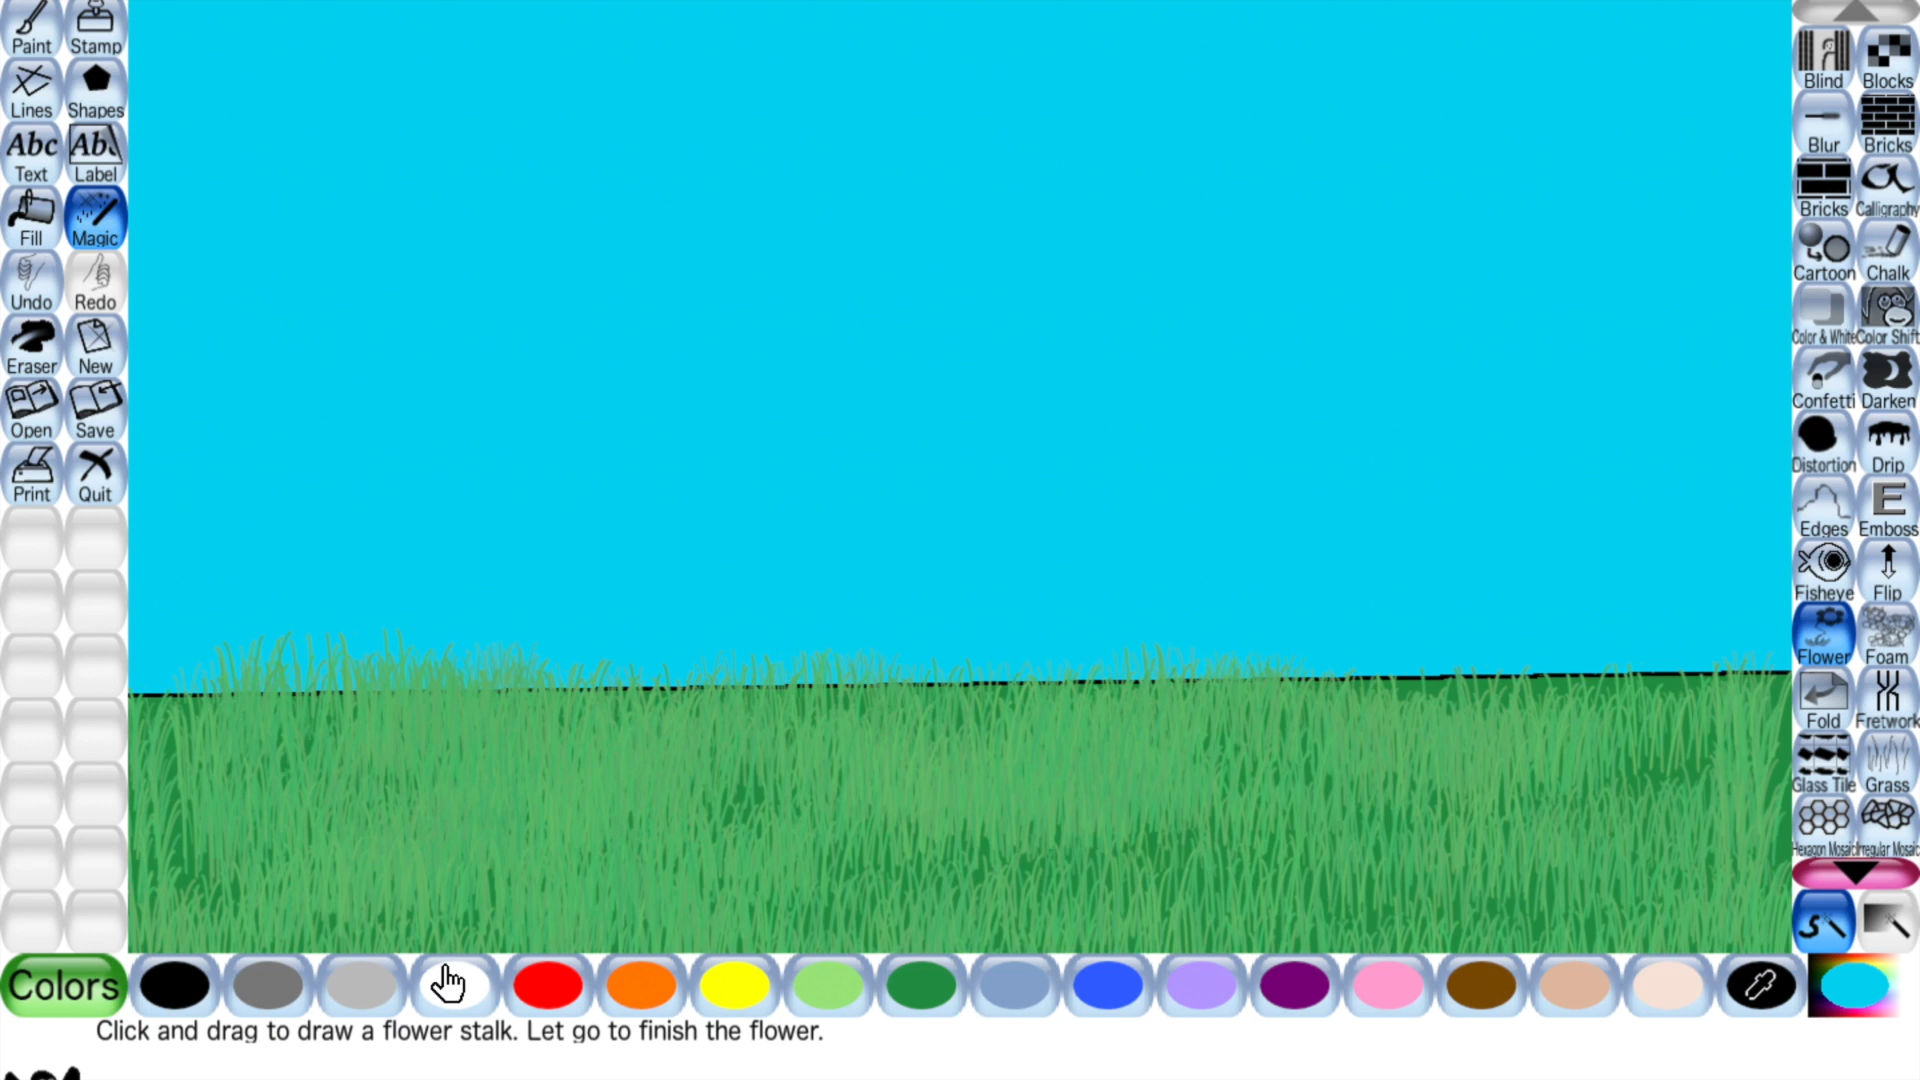 Paint Stamp
Lines Shapes
Abc Abc
Text Label
Fill Magic
Undo Redo
Eraser New
Open Save
Print Quit
Blind Blocks
Blur Bricks
Bricks Calligraphy
Cartoon Chalk
Color & White Color Shift
Confetti Darken
Distortion Drip
E
Edges Emboss
Fisheye Flip
Flower Foam
Fold Fretwork
Glass Tile Grass
Hexagon Mosaic Irregular Mosaic
S
Colors
Click and drag to draw a flower stalk. Let go to finish the flower.